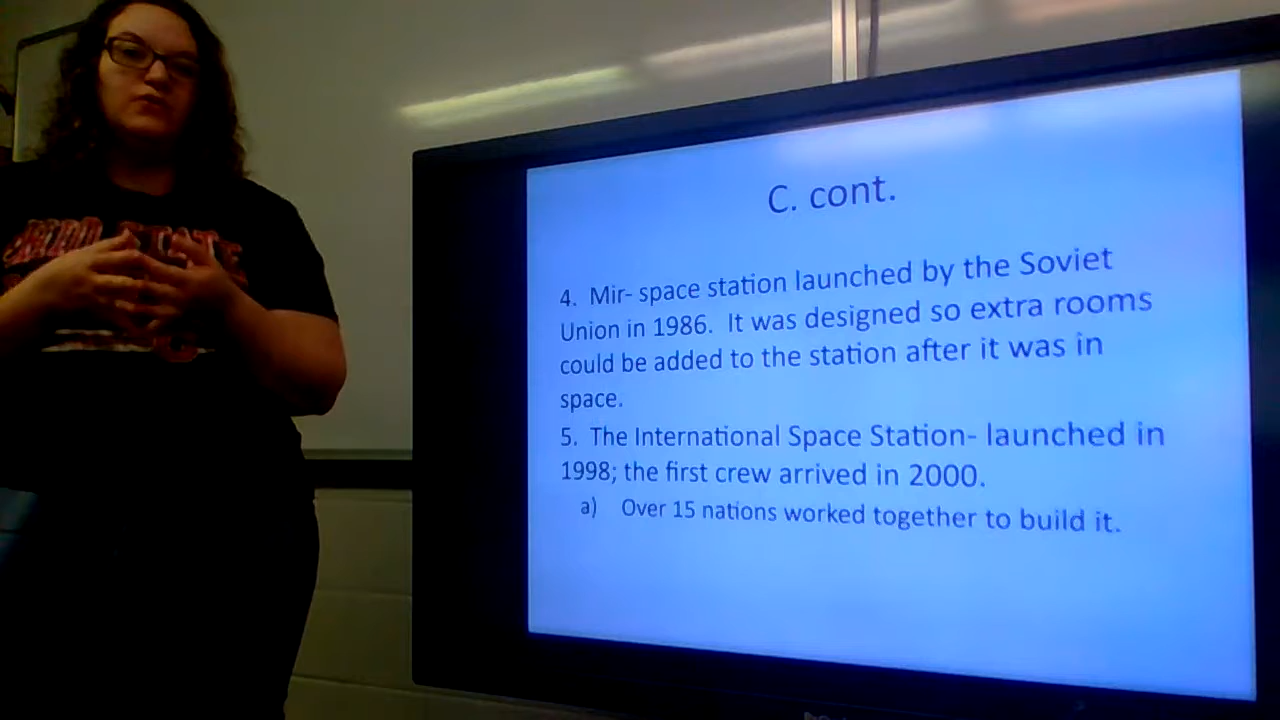 C. cont.
4. Mir- space station launched by the Soviet
Union in 1986. It was designed so extra rooms
could be added to the station after it was in
space.
5. The International Space Station- launched in
1998; the first crew arrived in 2000.
a) Over 15 nations worked together to build it.
STATE